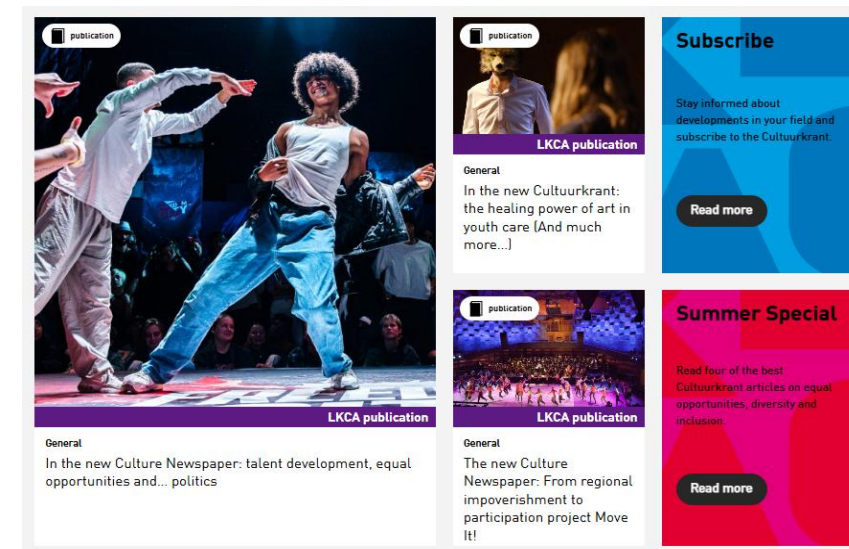 publication
LKCA publication
General
In the new Culture Newspaper: talent development, equal
opportunities and... politics
publication
LKCA publication
General
In the new Cultuurkrant:
the healing power of art in
youth care (And much
more...)
publication
LKCA publication
General
The new Culture
Newspaper: From regional
impoverishment to
participation project Move
It!
Subscribe
Stay informed about
developments in your field and
subscribe to the Cultuurkrant.
Read more
Summer Special
Read four of the best
Cultuurkrant articles on equal
opportunities, diversity and
inclusion.
Read more